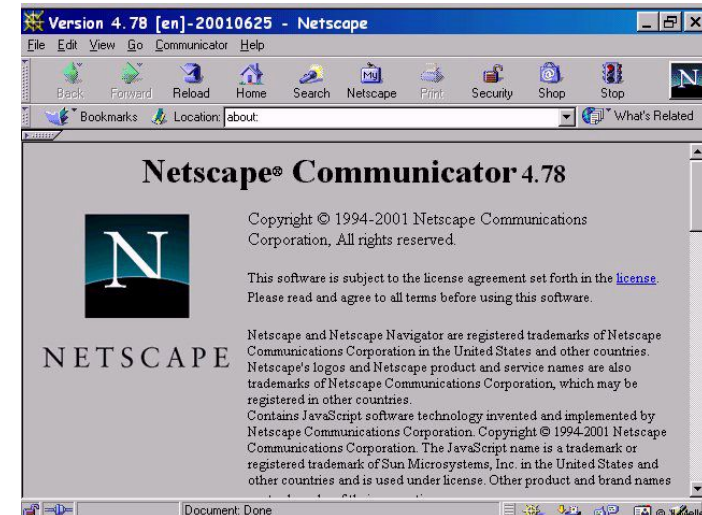 Version 4.78 [en]-20010625 - Netscape
File Edit View Go Communicator Help
Back Forward Reload Home Search Netscape Print Security Shop Stop
Bookmarks Location: about: What's Related
Netscape® Communicator 4.78
Copyright © 1994-2001 Netscape Communications
Corporation, All rights reserved.
This software is subject to the license agreement set forth in the license.
Please read and agree to all terms before using this software.
N
NETSCAPE
Netscape and Netscape Navigator are registered trademarks of Netscape
Communications Corporation in the United States and other countries.
Netscape's logos and Netscape product and service names are also
trademarks of Netscape Communications Corporation, which may be
registered in other countries.
Contains JavaScript software technology invented and implemented by
Netscape Communications Corporation. Copyright © 1994-2001 Netscape
Communications Corporation. The JavaScript name is a trademark or
registered trademark of Sun Microsystems, Inc. in the United States and
other countries and is used under license. Other product and brand names
Document: Done